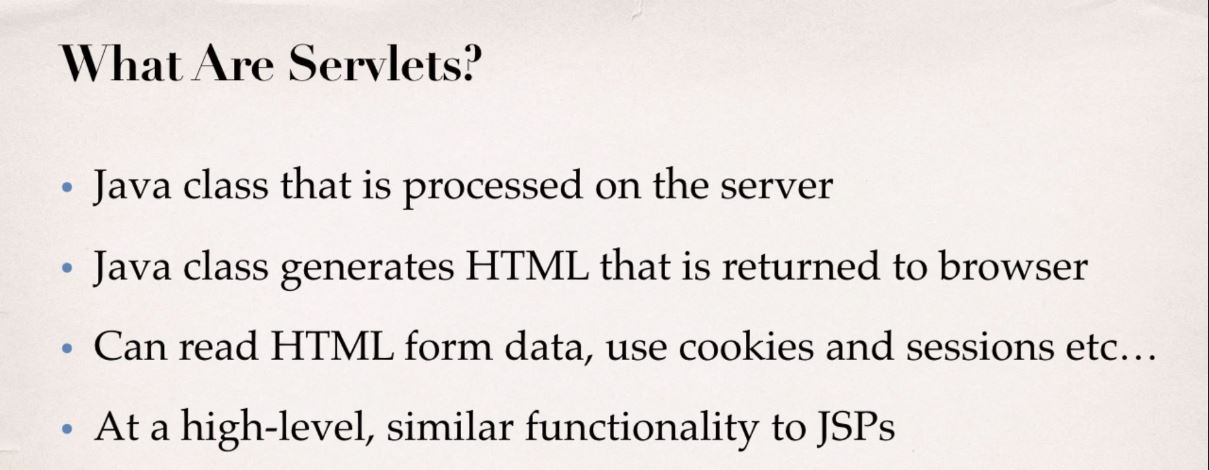 What Are Servlets?
• Java class that is processed on the server
• Java class generates HTML that is returned to browser
• Can read HTML form data, use cookies and sessions etc…
• At a high-level, similar functionality to JSPs